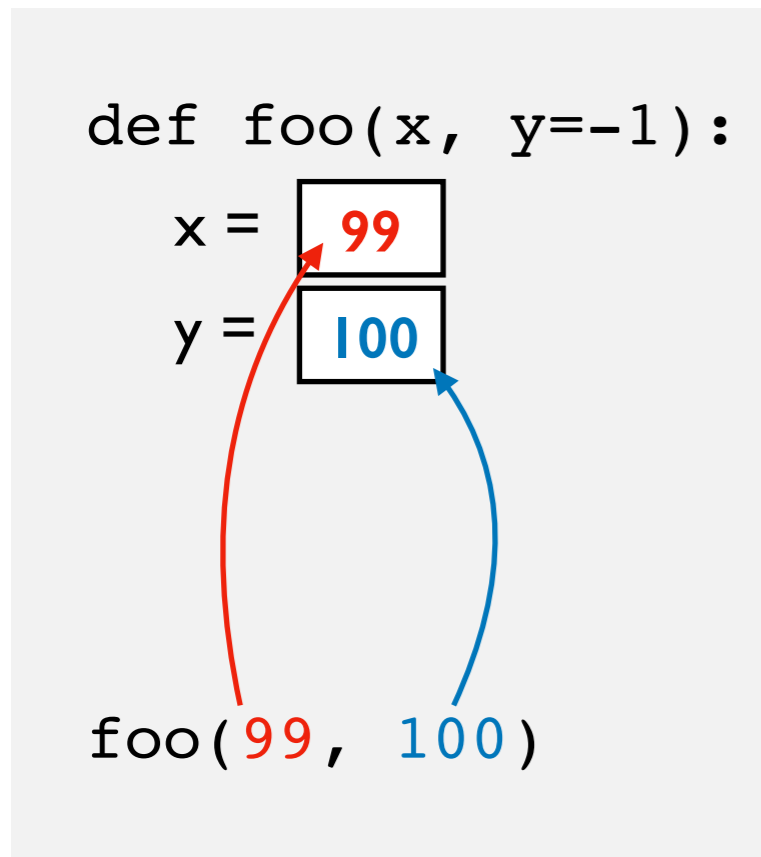 def foo(x, y=-1):
x = 99
y = 100
foo(99, 100)